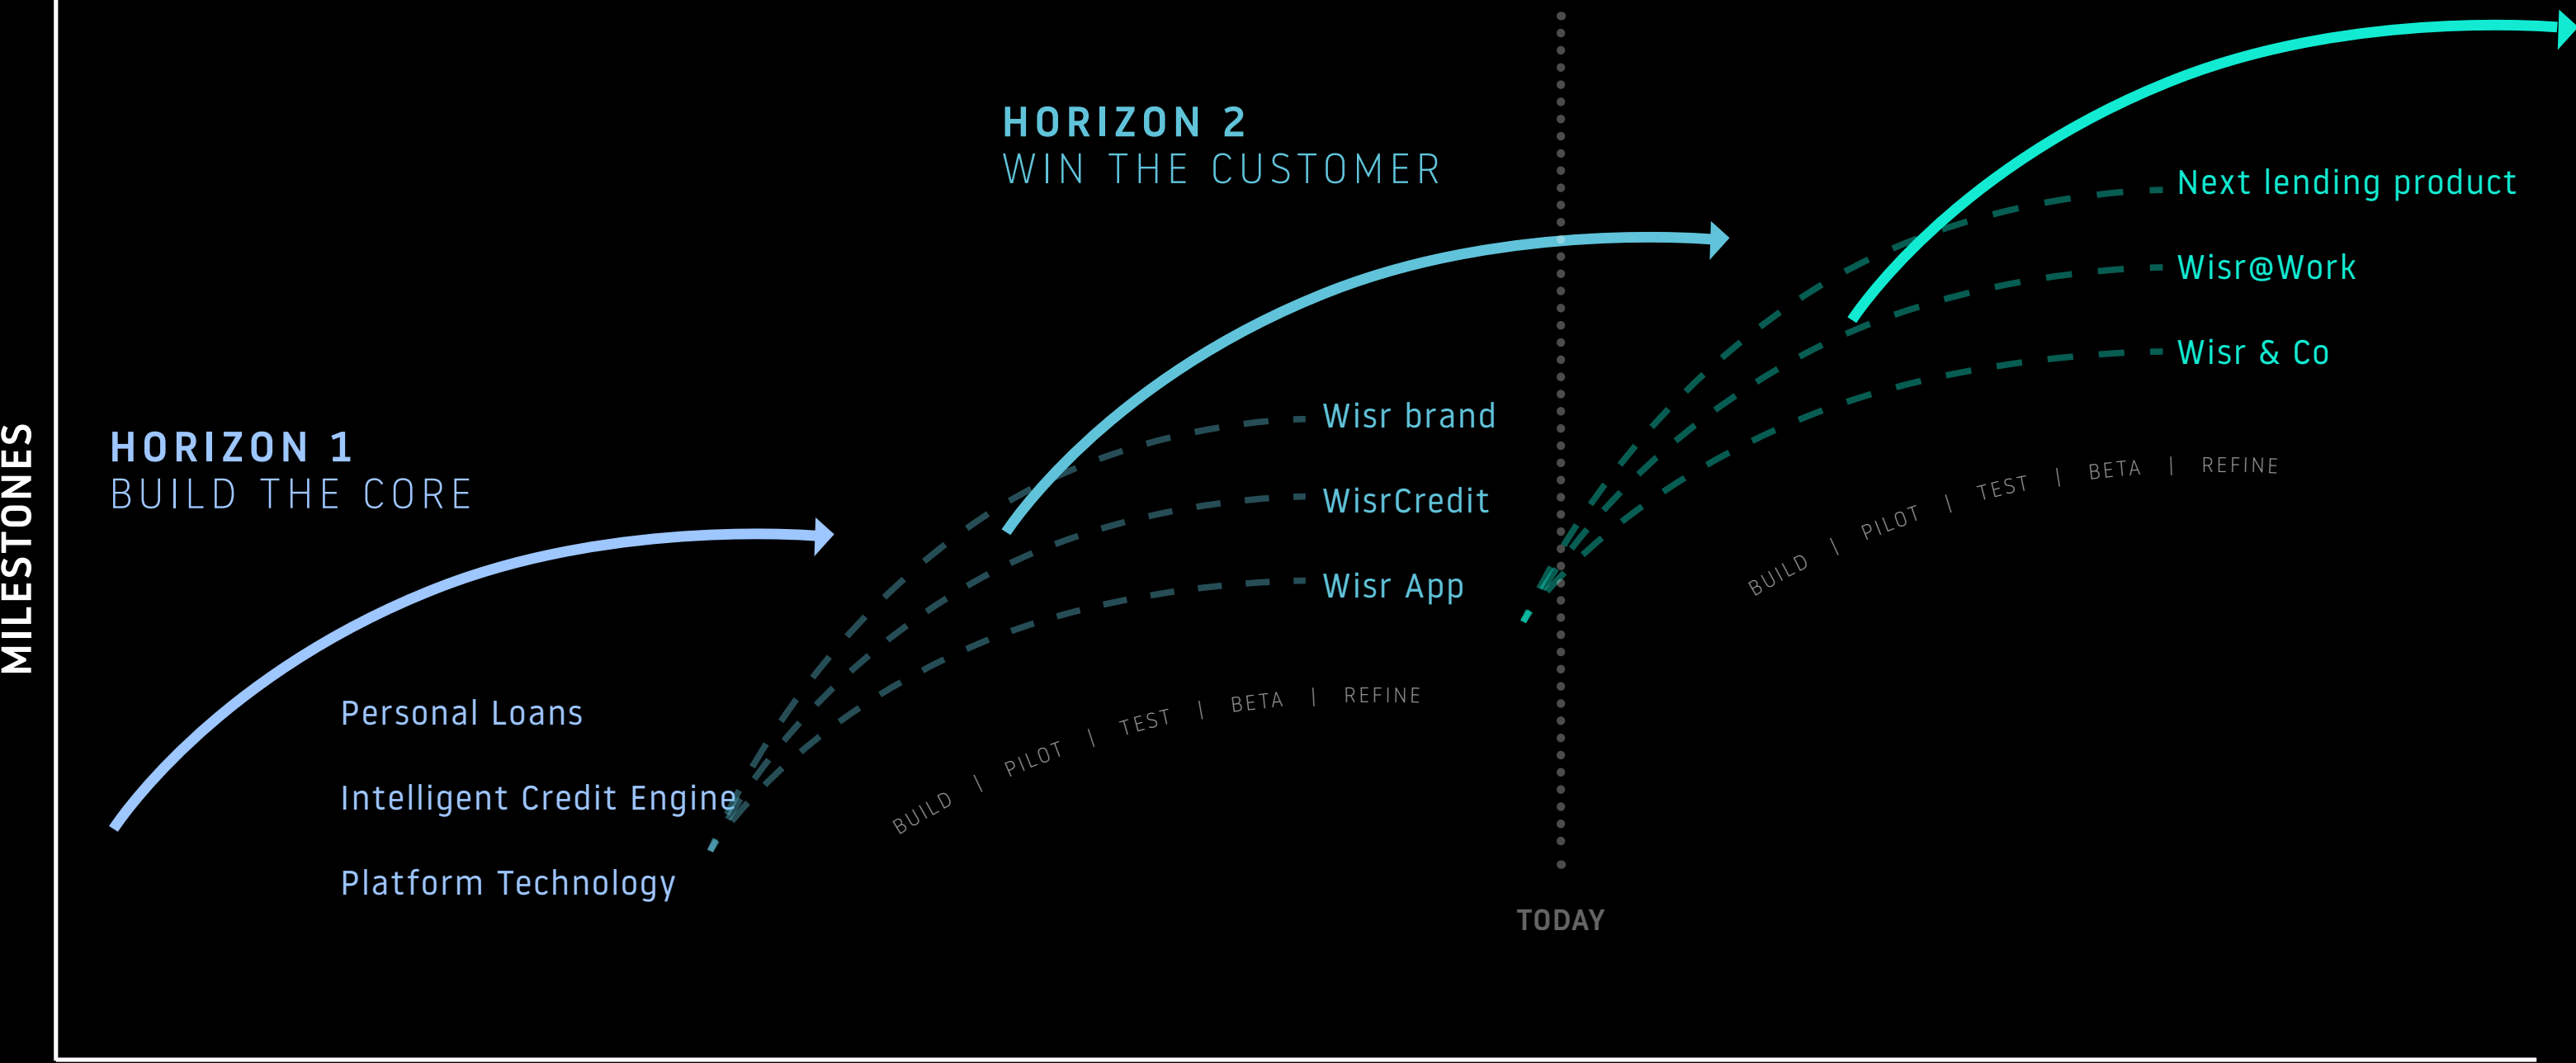 MILESTONES
HORIZON 1
BUILD THE CORE
Personal Loans
Intelligent Credit Engine
Platform Technology
HORIZON 2
WIN THE CUSTOMER
Wisr brand
WisrCredit
Wisr App
BUILD | PILOT | TEST | BETA | REFINE
TODAY
Next lending product
Wisr@Work
Wisr & Co
BUILD | PILOT | TEST | BETA | REFINE